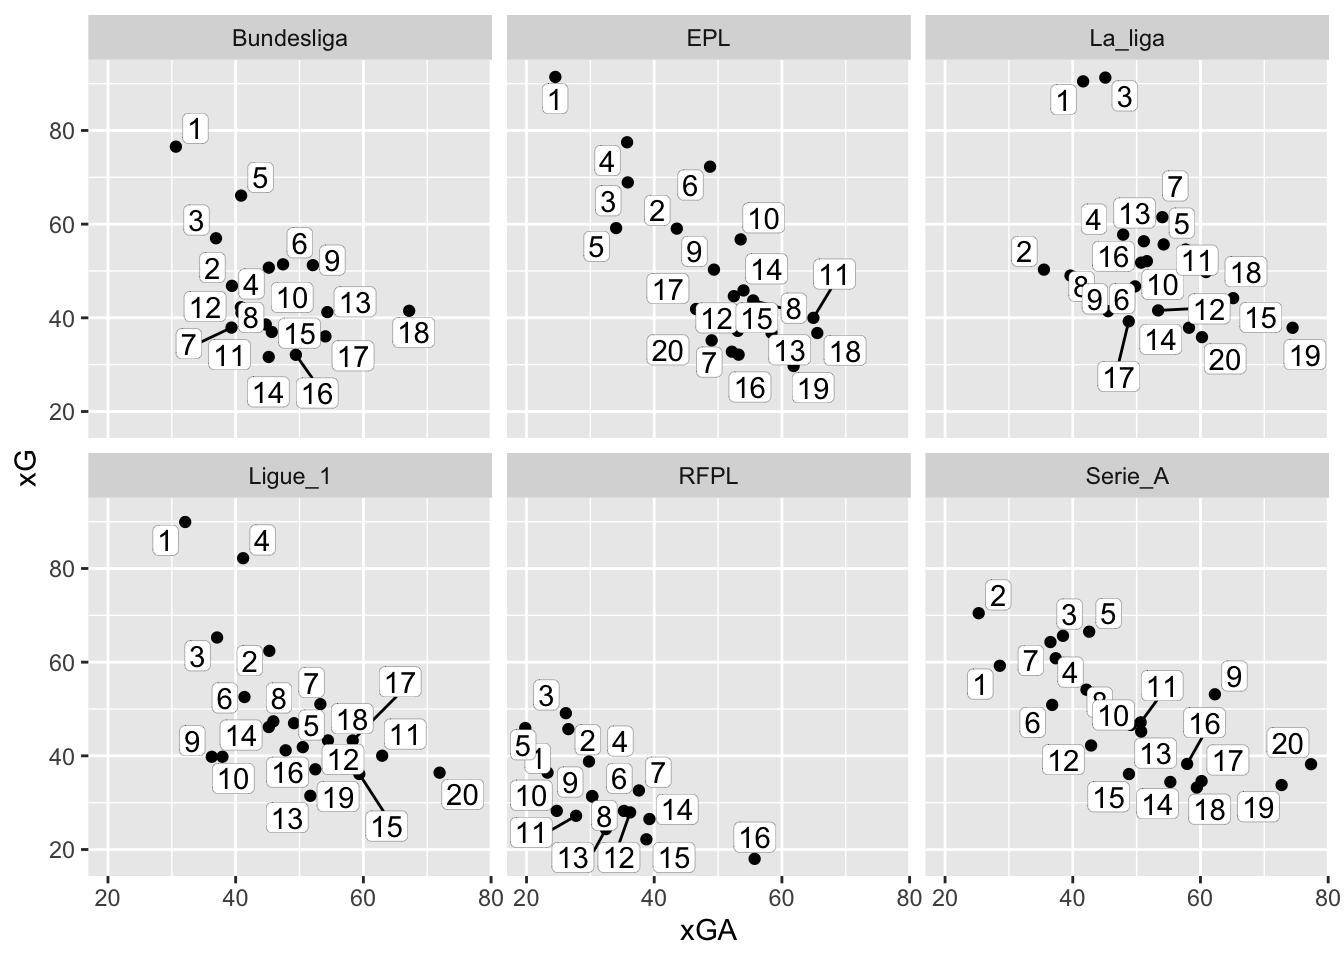 Bundesliga EPL La_liga
1 5 3 6 9 2 4 10 13 12 8 15 18 7 11 17 14 16
1 4 6 3 2 10 5 9 14 11 17 8 12 15 20 7 13 18 16 19
1 3 7 4 13 5 2 16 11 18 8 10 9 6 12 15 14 20 19 17
80
60
40
20
xG
Ligue_1 RFPL Serie_A
1 4 3 2 7 17 6 8 5 18 9 14 11 12 16 10 19 20 13 15
3 5 2 4 1 9 6 7 10 8 14 11 16 13 12 15
2 3 5 7 4 1 9 8 11 10 6 16 12 13 17 20 15 14 18 19
80
60
40
20
20 40 60 80 20 40 60 80 20 40 60 80
xGA